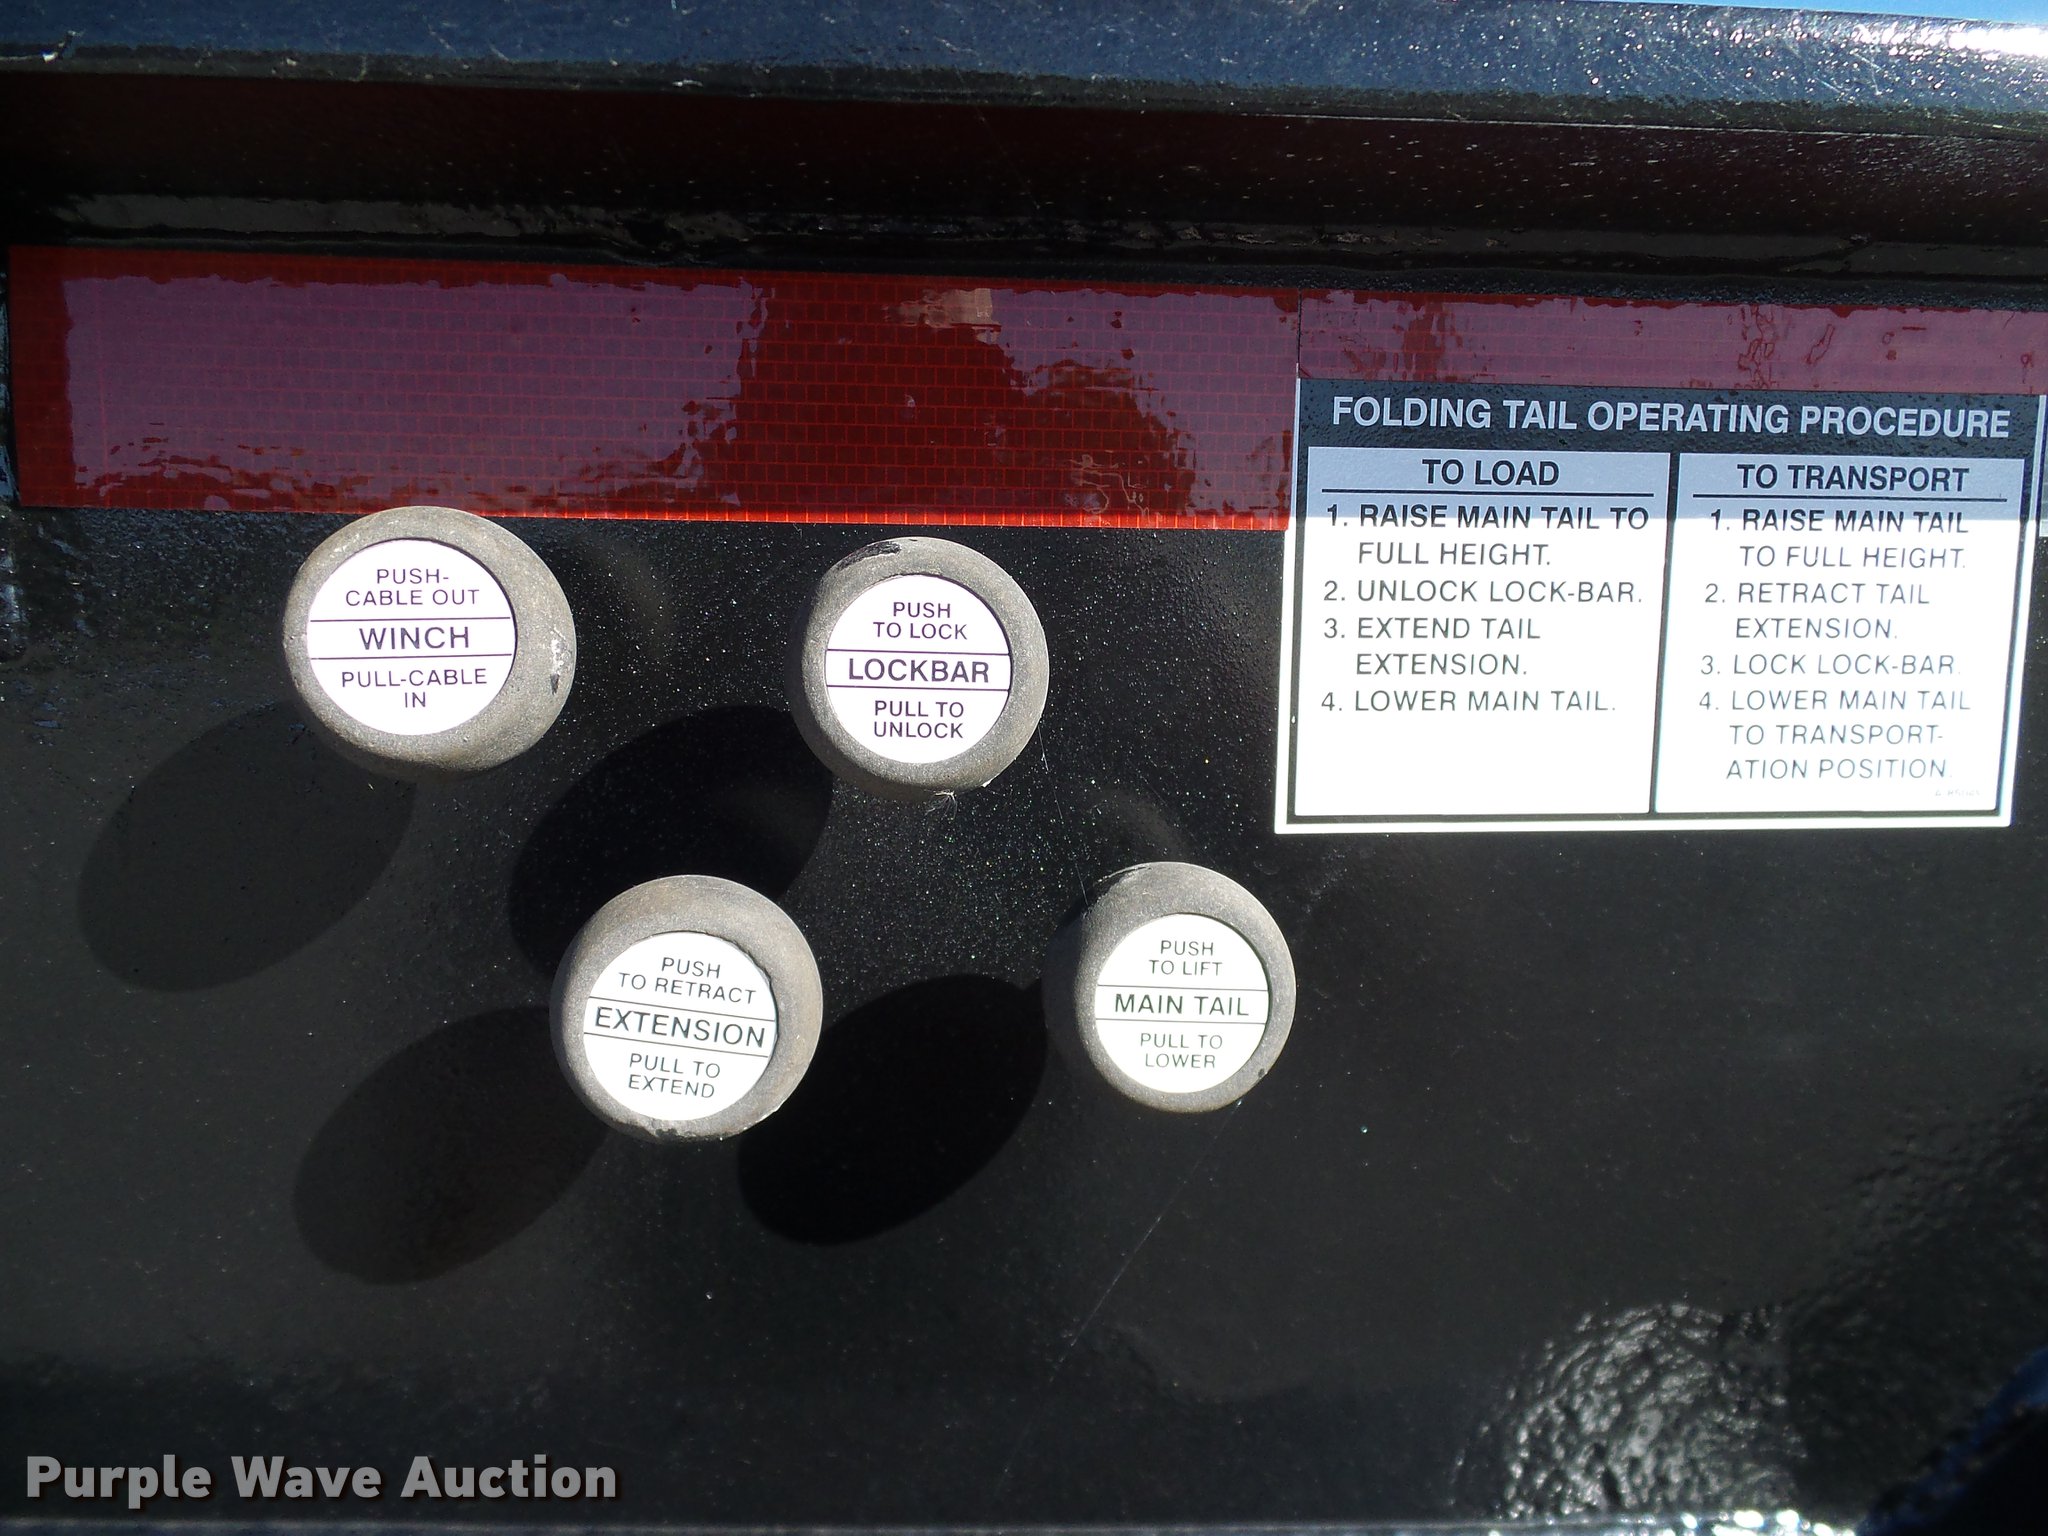 FOLDING TAIL OPERATING PROCEDURE
TO LOAD
1. RAISE MAIN TAIL TO
FULL HEIGHT.
2. UNLOCK LOCK-BAR.
3. EXTEND TAIL
EXTENSION.
4. LOWER MAIN TAIL.
TO TRANSPORT
1. RAISE MAIN TAIL
TO FULL HEIGHT.
2. RETRACT TAIL
EXTENSION.
3. LOCK LOCK-BAR.
4. LOWER MAIN TAIL
TO TRANSPORT-
ATION POSITION.
PUSH-
CABLE OUT
WINCH
PULL-CABLE
IN
PUSH
TO LOCK
LOCKBAR
PULL TO
UNLOCK
PUSH
TO RETRACT
EXTENSION
PULL TO
EXTEND
PUSH
TO LIFT
MAIN TAIL
PULL TO
LOWER
Purple Wave Auction